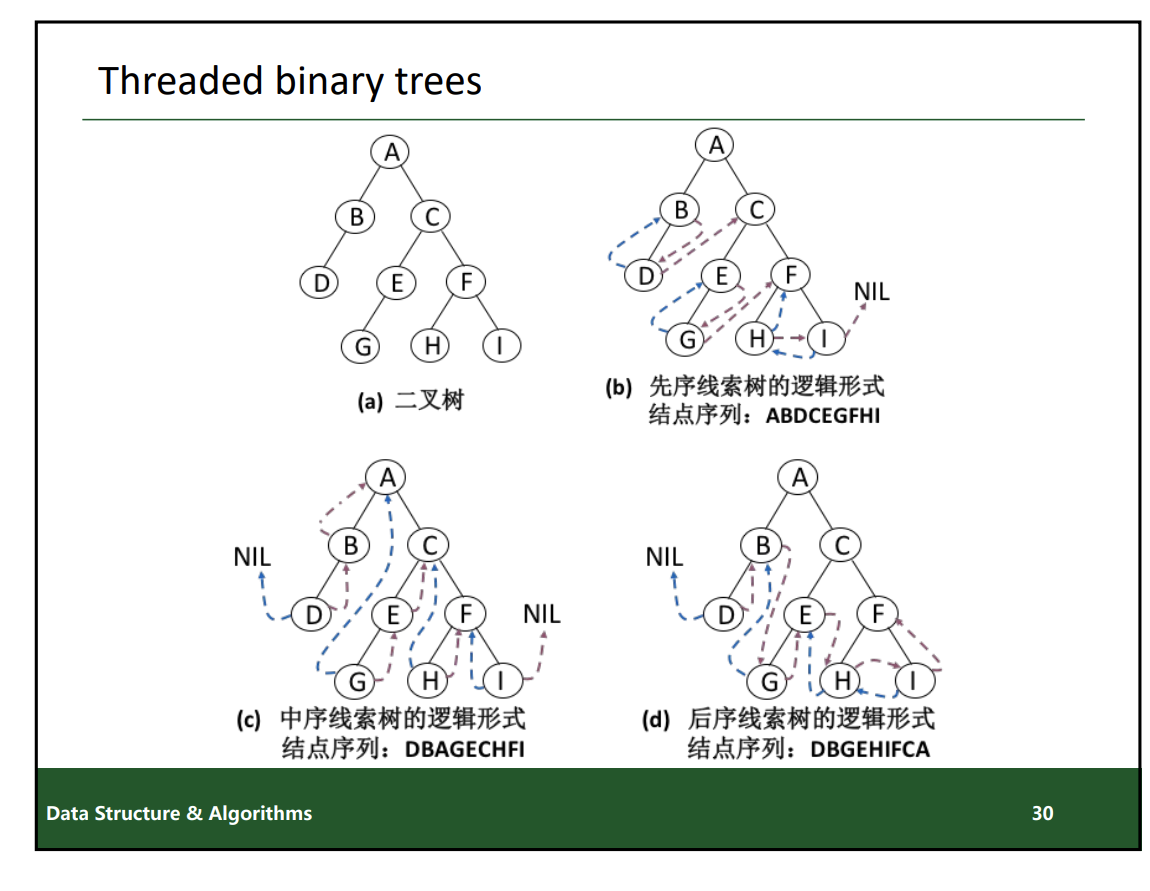 Threaded binary trees
A
B
C
D
E
F
G
H
I
(a) 二叉树
A
B
C
D
E
F
NIL
G
H
I
(b) 先序线索树的逻辑形式
结点序列：ABDCEGFHI
A
NIL
B
C
D
E
F
NIL
G
H
I
(c) 中序线索树的逻辑形式
结点序列：DBAGECHFI
A
NIL
B
C
D
E
F
G
H
I
(d) 后序线索树的逻辑形式
结点序列：DBGEHIFCA
Data Structure & Algorithms
30